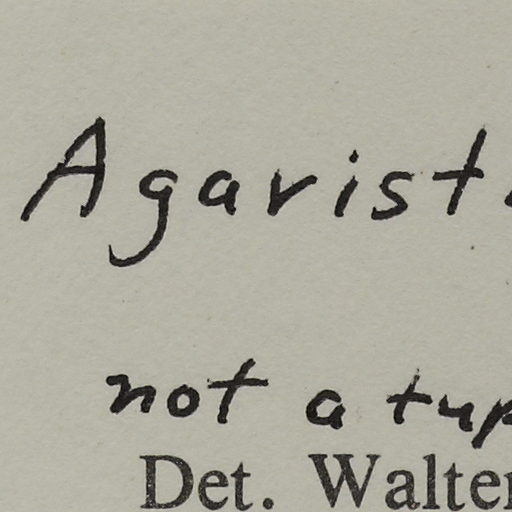 Agarist
not a typ
Det. Walter